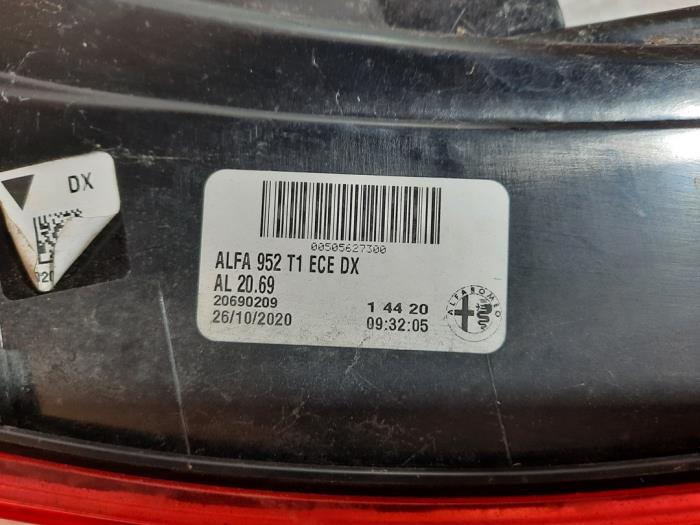 DX
00505627300
ALFA 952 T1 ECE DX
AL 20.69
20690209 1 44 20
26/10/2020 09:32:05
ALFA ROMEO